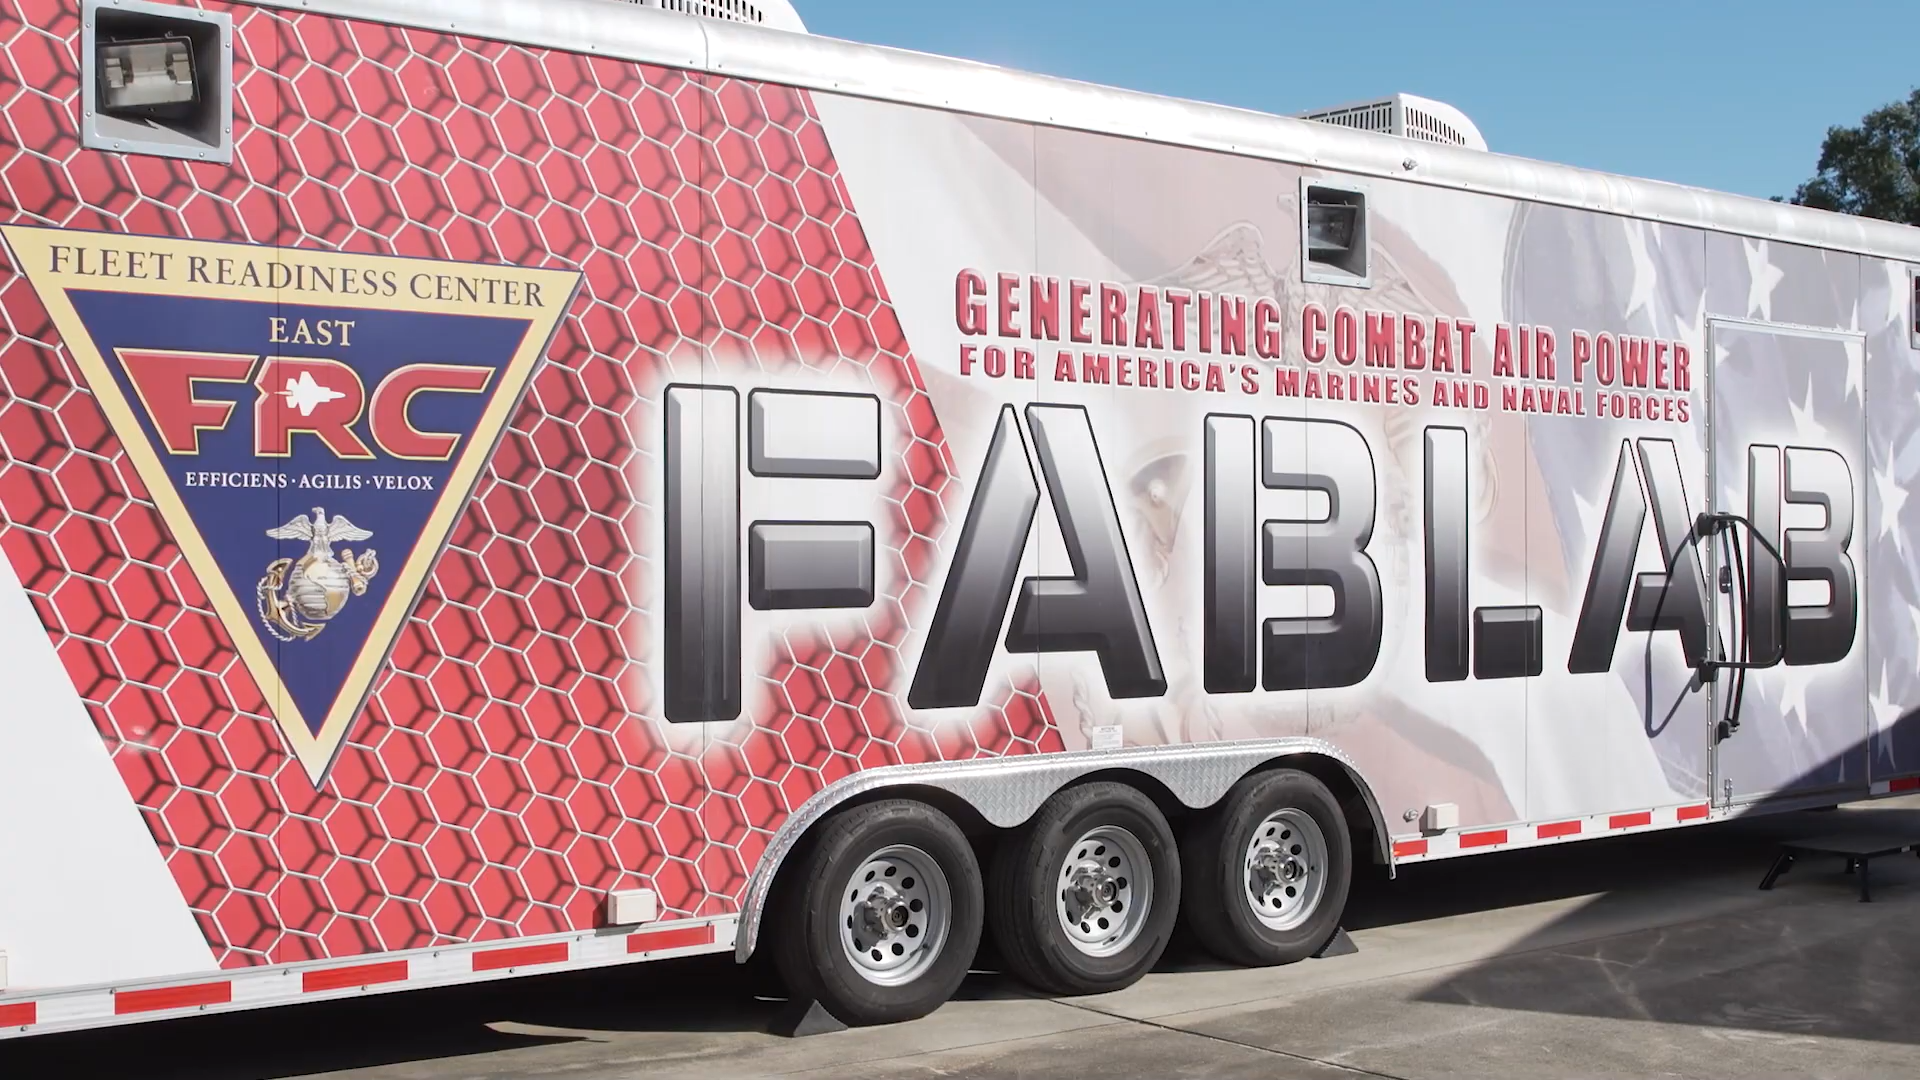 FLEET READINESS CENTER
EAST
FRC
EFFICIENS · AGILIS · VELOX
GENERATING COMBAT AIR POWER
FOR AMERICA'S MARINES AND NAVAL FORCES
FABLAB